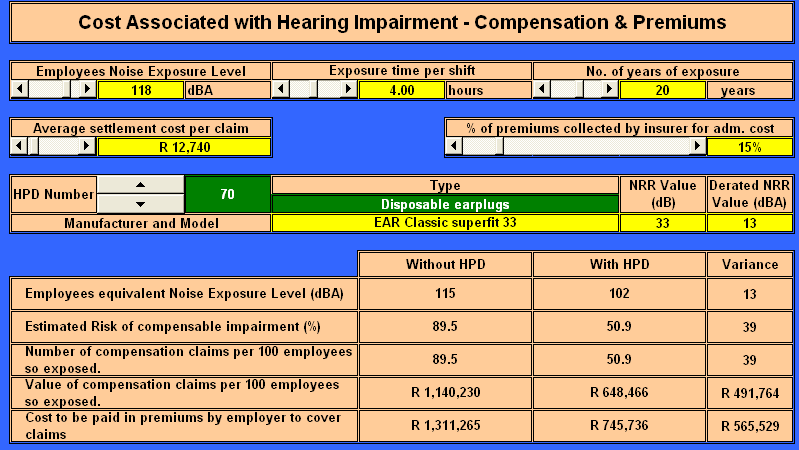 Cost Associated with Hearing Impairment - Compensation & Premiums
Employees Noise Exposure Level
118 dBA
Exposure time per shift
4.00 hours
No. of years of exposure
20 years
Average settlement cost per claim
R 12,740
% of premiums collected by insurer for adm. cost
15%
HPD Number 70
Type
Disposable earplugs
NRR Value
(dB)
Derated NRR
Value (dBA)
Manufacturer and Model EAR Classic superfit 33 33 13
Without HPD With HPD Variance
Employees equivalent Noise Exposure Level (dBA) 115 102 13
Estimated Risk of compensable impairment (%) 89.5 50.9 39
Number of compensation claims per 100 employees
so exposed. 89.5 50.9 39
Value of compensation claims per 100 employees
so exposed. R 1,140,230 R 648,466 R 491,764
Cost to be paid in premiums by employer to cover
claims R 1,311,265 R 745,736 R 565,529